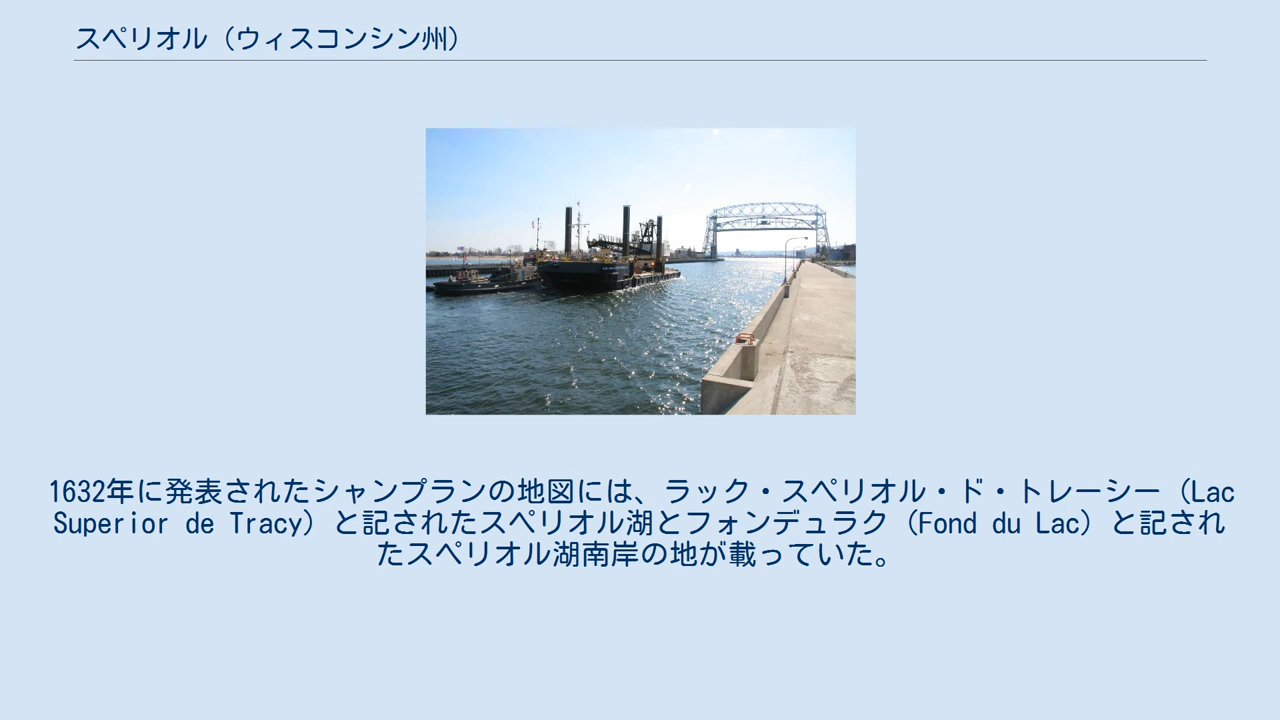 スペリオル（ウィスコンシン州）
1632年に発表されたシャンプランの地図には、ラック・スペリオル・ド・トレーシー（Lac
Superior de Tracy）と記されたスペリオル湖とフォンデュラク（Fond du Lac）と記され
たスペリオル湖南岸の地が載っていた。